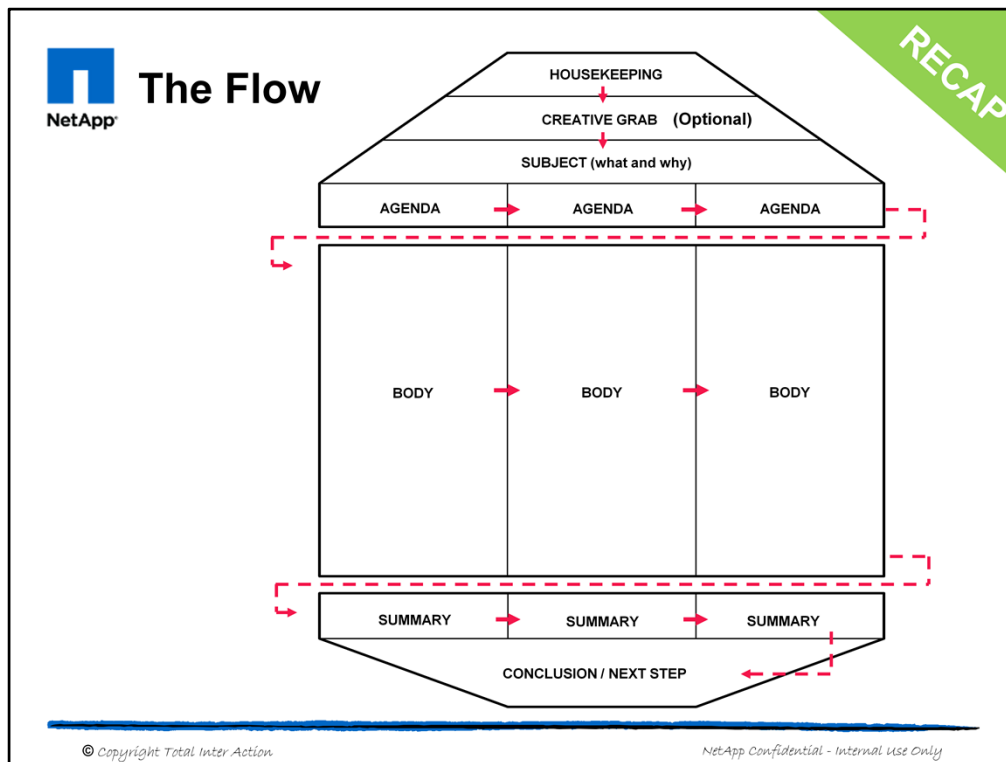 RECAP
NetApp
The Flow
HOUSEKEEPING
CREATIVE GRAB (Optional)
SUBJECT (what and why)
AGENDA AGENDA AGENDA
BODY BODY BODY
SUMMARY SUMMARY SUMMARY
CONCLUSION / NEXT STEP
© Copyright Total Inter Action
NetApp Confidential - Internal Use Only